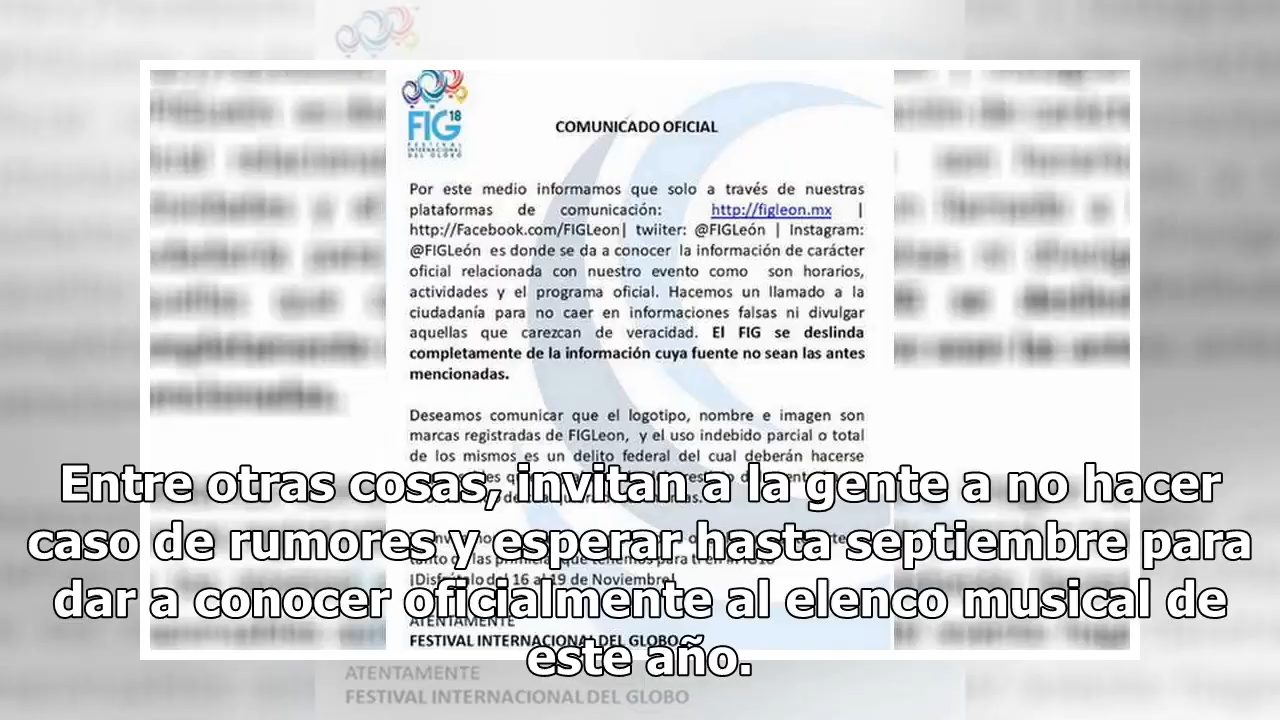 FIG 18
FESTIVAL
INTERNACIONAL
DEL GLOBO
COMUNICADO OFICIAL
Por este medio informamos que solo a través de nuestras
plataformas de comunicación: http://figleon.mx |
http://Facebook.com/FIGLeon| twiiter: @FIGLeón | Instagram:
@FIGLeón es donde se da a conocer la información de carácter
oficial relacionada con nuestro evento como son horarios,
actividades y el programa oficial. Hacemos un llamado a la
ciudadanía para no caer en informaciones falsas ni divulgar
aquellas que carezcan de veracidad. El FIG se deslinda
completamente de la información cuya fuente no sean las antes
mencionadas.
Deseamos comunicar que el logotipo, nombre e imagen son
marcas registradas de FIGLeon, y el uso indebido parcial o total
de los mismos es un delito federal del cual deberán hacerse
Entre otras cosas, invitan a la gente a no hacer
caso de rumores y esperar hasta septiembre para
dar a conocer oficialmente al elenco musical de
este año.
¡Disfrútalo del 16 al 19 de Noviembre!
ATENTAMENTE
FESTIVAL INTERNACIONAL DEL GLOBO
ATENTAMENTE
FESTIVAL INTERNACIONAL DEL GLOBO